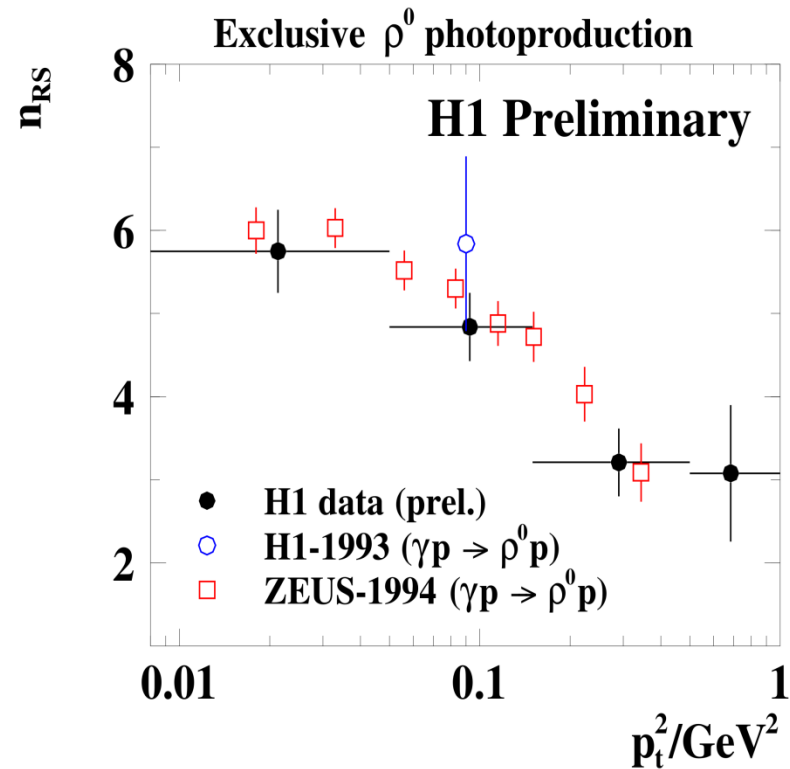 Exclusive ρ⁰ photoproduction
n_RS
H1 Preliminary
8
6
4
2
H1 data (prel.)
H1-1993 (γp → ρ⁰p)
ZEUS-1994 (γp → ρ⁰p)
0.01 0.1 1
p_t²/GeV²